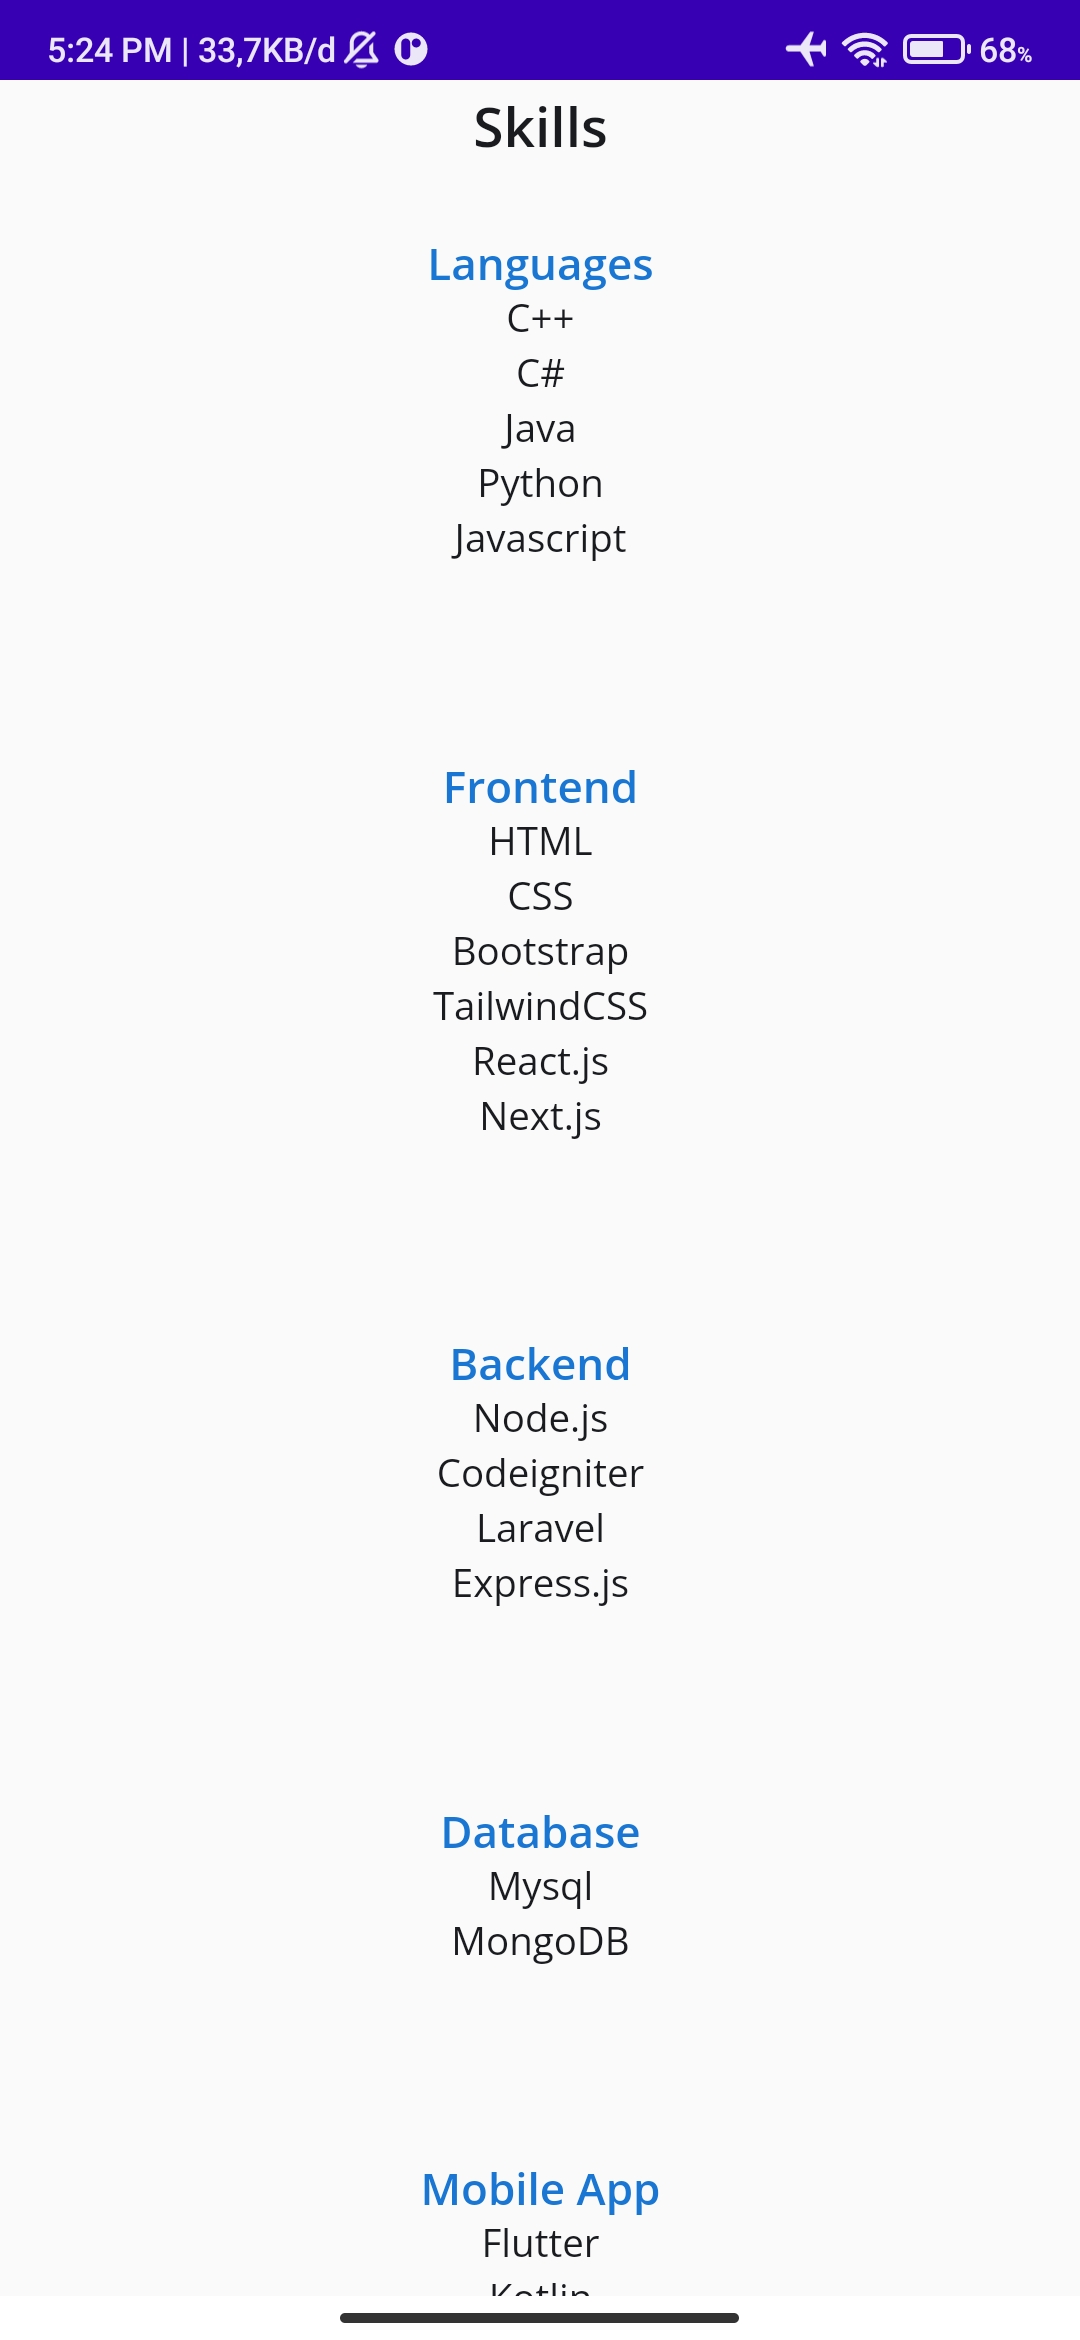 5:24 PM | 33,7KB/d 68%
Skills
Languages
C++
C#
Java
Python
Javascript
Frontend
HTML
CSS
Bootstrap
TailwindCSS
React.js
Next.js
Backend
Node.js
Codeigniter
Laravel
Express.js
Database
Mysql
MongoDB
Mobile App
Flutter
Kotlin